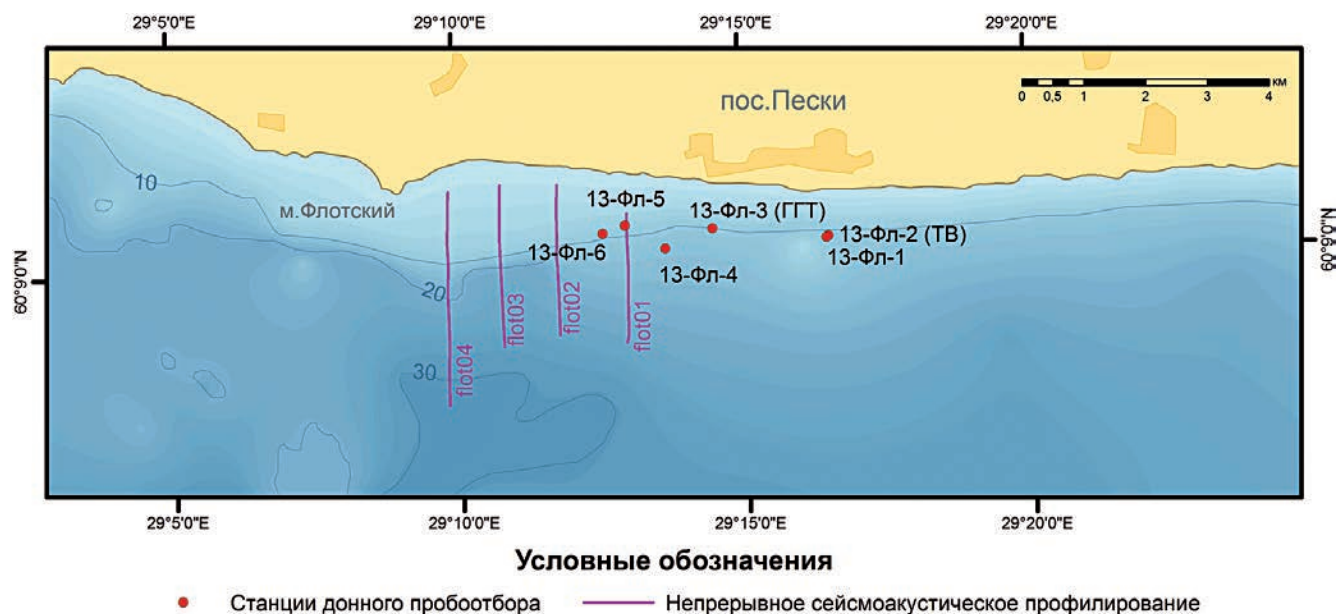 29°5'0"E 29°10'0"E 29°15'0"E 29°20'0"E
пос.Пески
км
0 0,5 1 2 3 4
10
м.Флотский
13-Фл-5
13-Фл-3 (ГГТ)
13-Фл-2 (ТВ)
13-Фл-6
13-Фл-1
13-Фл-4
60°9'0"N
60°9'0"N
20
30
flot04
flot03
flot02
flot01
29°5'0"E 29°10'0"E 29°15'0"E 29°20'0"E
Условные обозначения
Станции донного пробоотбора
Непрерывное сейсмоакустическое профилирование